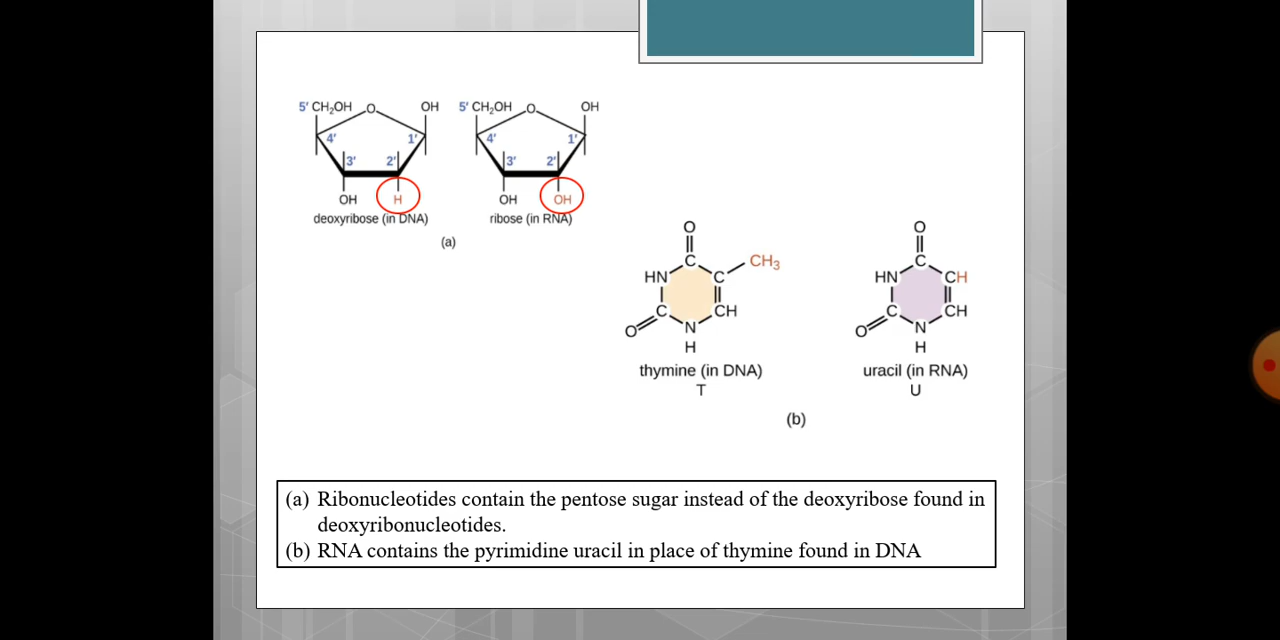 5′ CH₂OH O OH 5′ CH₂OH O OH
4′ 1′ 4′ 1′
3′ 2′ 3′ 2′
OH H OH OH
deoxyribose (in DNA) ribose (in RNA)
(a)
O O
C CH₃ C
HN C HN CH
C CH C CH
O N O N
H H
thymine (in DNA) uracil (in RNA)
T U
(b)
(a) Ribonucleotides contain the pentose sugar instead of the deoxyribose found in
deoxyribonucleotides.
(b) RNA contains the pyrimidine uracil in place of thymine found in DNA